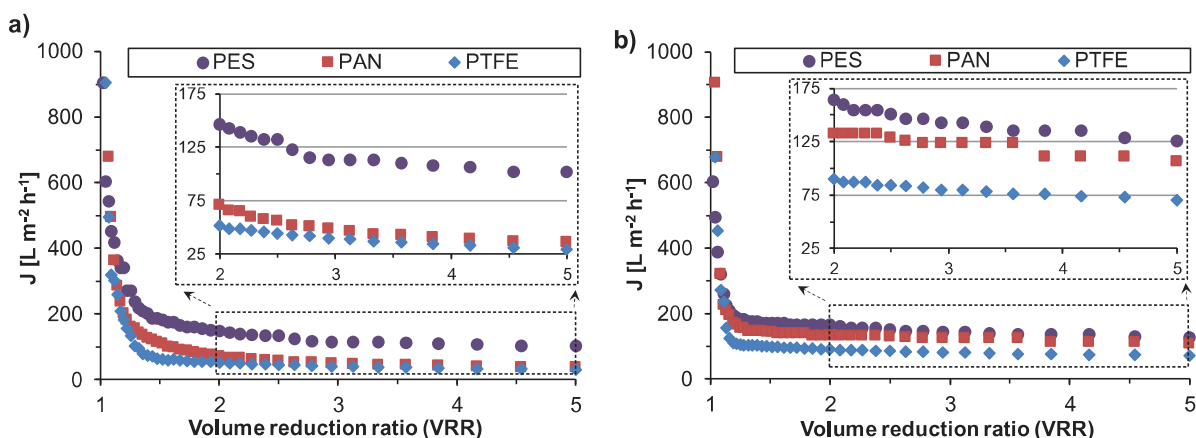 a)
1000
PES PAN PTFE
175
125
75
25
2 3 4 5
800
600
400
200
0
1 2 3 4 5
J [L m-2 h-1]
Volume reduction ratio (VRR)
b)
1000
PES PAN PTFE
175
125
75
25
2 3 4 5
800
600
400
200
0
1 2 3 4 5
J [L m-2 h-1]
Volume reduction ratio (VRR)